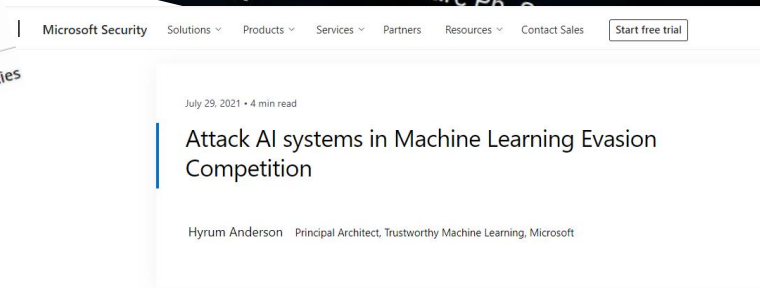 Microsoft Security Solutions Products Services Partners Resources Contact Sales Start free trial
ies
July 29, 2021 • 4 min read
Attack AI systems in Machine Learning Evasion
Competition
Hyrum Anderson Principal Architect, Trustworthy Machine Learning, Microsoft